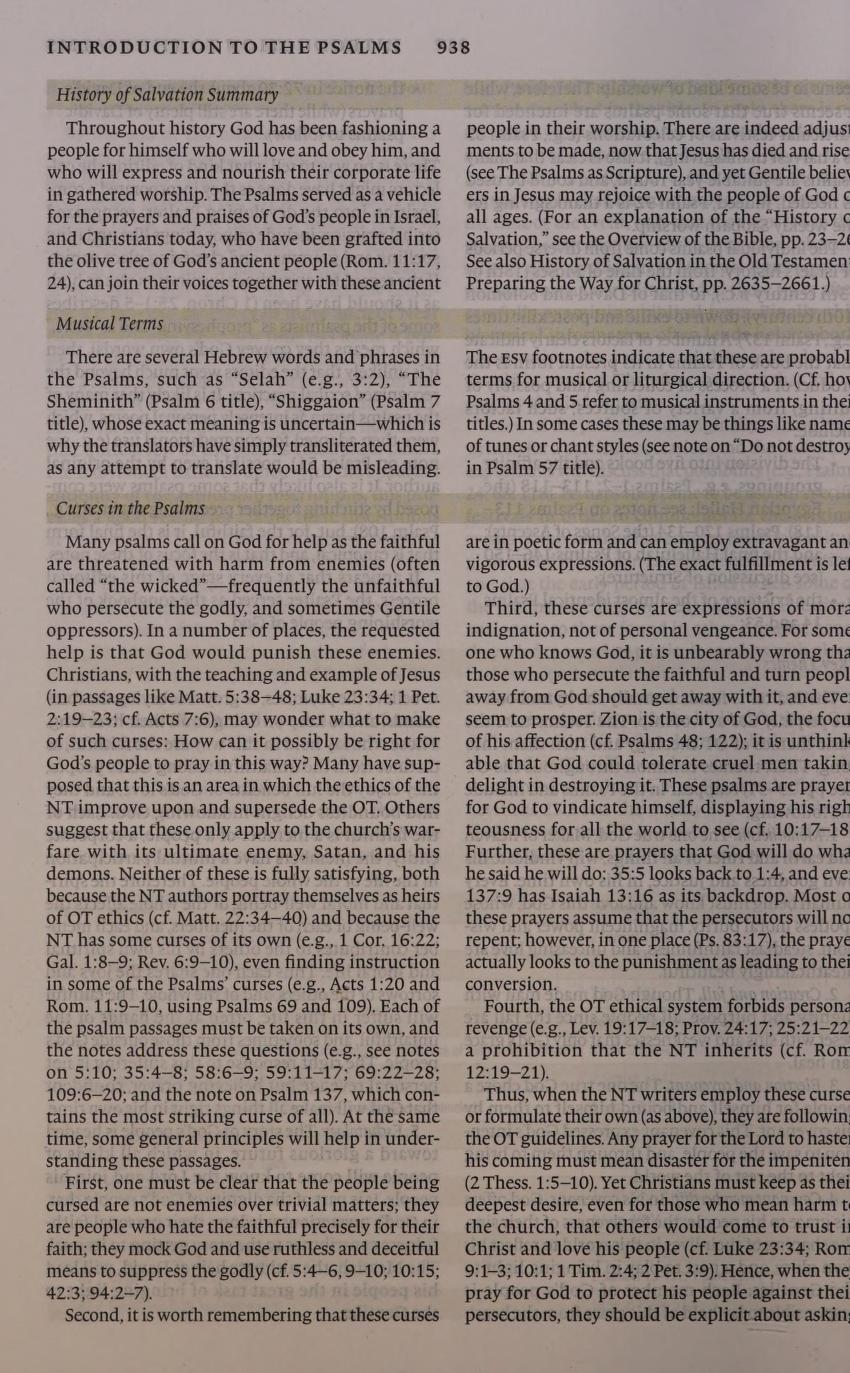 INTRODUCTION TO THE PSALMS 938
History of Salvation Summary
Throughout history God has been fashioning a
people for himself who will love and obey him, and
who will express and nourish their corporate life
in gathered worship. The Psalms served as a vehicle
for the prayers and praises of God's people in Israel,
and Christians today, who have been grafted into
the olive tree of God's ancient people (Rom. 11:17,
24), can join their voices together with these ancient
people in their worship. There are indeed adjust
ments to be made, now that Jesus has died and rise
(see The Psalms as Scripture), and yet Gentile believ
ers in Jesus may rejoice with the people of God
all ages. (For an explanation of the “History
Salvation,” see the Overview of the Bible, pp. 23–2
See also History of Salvation in the Old Testamen
Preparing the Way for Christ, pp. 2635–2661.)
Musical Terms
There are several Hebrew words and phrases in
the Psalms, such as “Selah” (e.g., 3:2), “The
Sheminith” (Psalm 6 title), “Shiggaion” (Psalm 7
title), whose exact meaning is uncertain—which is
why the translators have simply transliterated them,
as any attempt to translate would be misleading.
The ESV footnotes indicate that these are probabl
terms for musical or liturgical direction. (Cf. how
Psalms 4 and 5 refer to musical instruments in thei
titles.) In some cases these may be things like name
of tunes or chant styles (see note on “Do not destroy
in Psalm 57 title).
Curses in the Psalms
Many psalms call on God for help as the faithful
are threatened with harm from enemies (often
called “the wicked”—frequently the unfaithful
who persecute the godly, and sometimes Gentile
oppressors). In a number of places, the requested
help is that God would punish these enemies.
Christians, with the teaching and example of Jesus
(in passages like Matt. 5:38–48; Luke 23:34; 1 Pet.
2:19–23; cf. Acts 7:6), may wonder what to make
of such curses: How can it possibly be right for
God's people to pray in this way? Many have sup-
posed that this is an area in which the ethics of the
NT improve upon and supersede the OT. Others
suggest that these only apply to the church's war-
fare with its ultimate enemy, Satan, and his
demons. Neither of these is fully satisfying, both
because the NT authors portray themselves as heirs
of OT ethics (cf. Matt. 22:34–40) and because the
NT has some curses of its own (e.g., 1 Cor. 16:22;
Gal. 1:8–9; Rev. 6:9–10), even finding instruction
in some of the Psalms' curses (e.g., Acts 1:20 and
Rom. 11:9–10, using Psalms 69 and 109). Each of
the psalm passages must be taken on its own, and
the notes address these questions (e.g., see notes
on 5:10; 35:4–8; 58:6–9; 59:11–17; 69:22–28;
109:6–20; and the note on Psalm 137, which con-
tains the most striking curse of all). At the same
time, some general principles will help in under-
standing these passages.
First, one must be clear that the people being
cursed are not enemies over trivial matters; they
are people who hate the faithful precisely for their
faith; they mock God and use ruthless and deceitful
means to suppress the godly (cf. 5:4–6, 9–10; 10:15;
42:3; 94:2–7).
Second, it is worth remembering that these curses
are in poetic form and can employ extravagant an
vigorous expressions. (The exact fulfillment is lef
to God.)
Third, these curses are expressions of mora
indignation, not of personal vengeance. For some
one who knows God, it is unbearably wrong tha
those who persecute the faithful and turn peopl
away from God should get away with it, and eve
seem to prosper. Zion is the city of God, the focu
of his affection (cf. Psalms 48; 122); it is unthink
able that God could tolerate cruel men takin
delight in destroying it. These psalms are prayer
for God to vindicate himself, displaying his righ
teousness for all the world to see (cf. 10:17–18
Further, these are prayers that God will do wha
he said he will do: 35:5 looks back to 1:4, and eve
137:9 has Isaiah 13:16 as its backdrop. Most o
these prayers assume that the persecutors will no
repent; however, in one place (Ps. 83:17), the praye
actually looks to the punishment as leading to thei
conversion.
Fourth, the OT ethical system forbids persona
revenge (e.g., Lev. 19:17–18; Prov. 24:17; 25:21–22
a prohibition that the NT inherits (cf. Rom
12:19–21).
Thus, when the NT writers employ these curse
or formulate their own (as above), they are followin
the OT guidelines. Any prayer for the Lord to haste
his coming must mean disaster for the impeniten
(2 Thess. 1:5–10). Yet Christians must keep as thei
deepest desire, even for those who mean harm t
the church, that others would come to trust i
Christ and love his people (cf. Luke 23:34; Rom
9:1–3; 10:1; 1 Tim. 2:4; 2 Pet. 3:9). Hence, when the
pray for God to protect his people against thei
persecutors, they should be explicit about askin